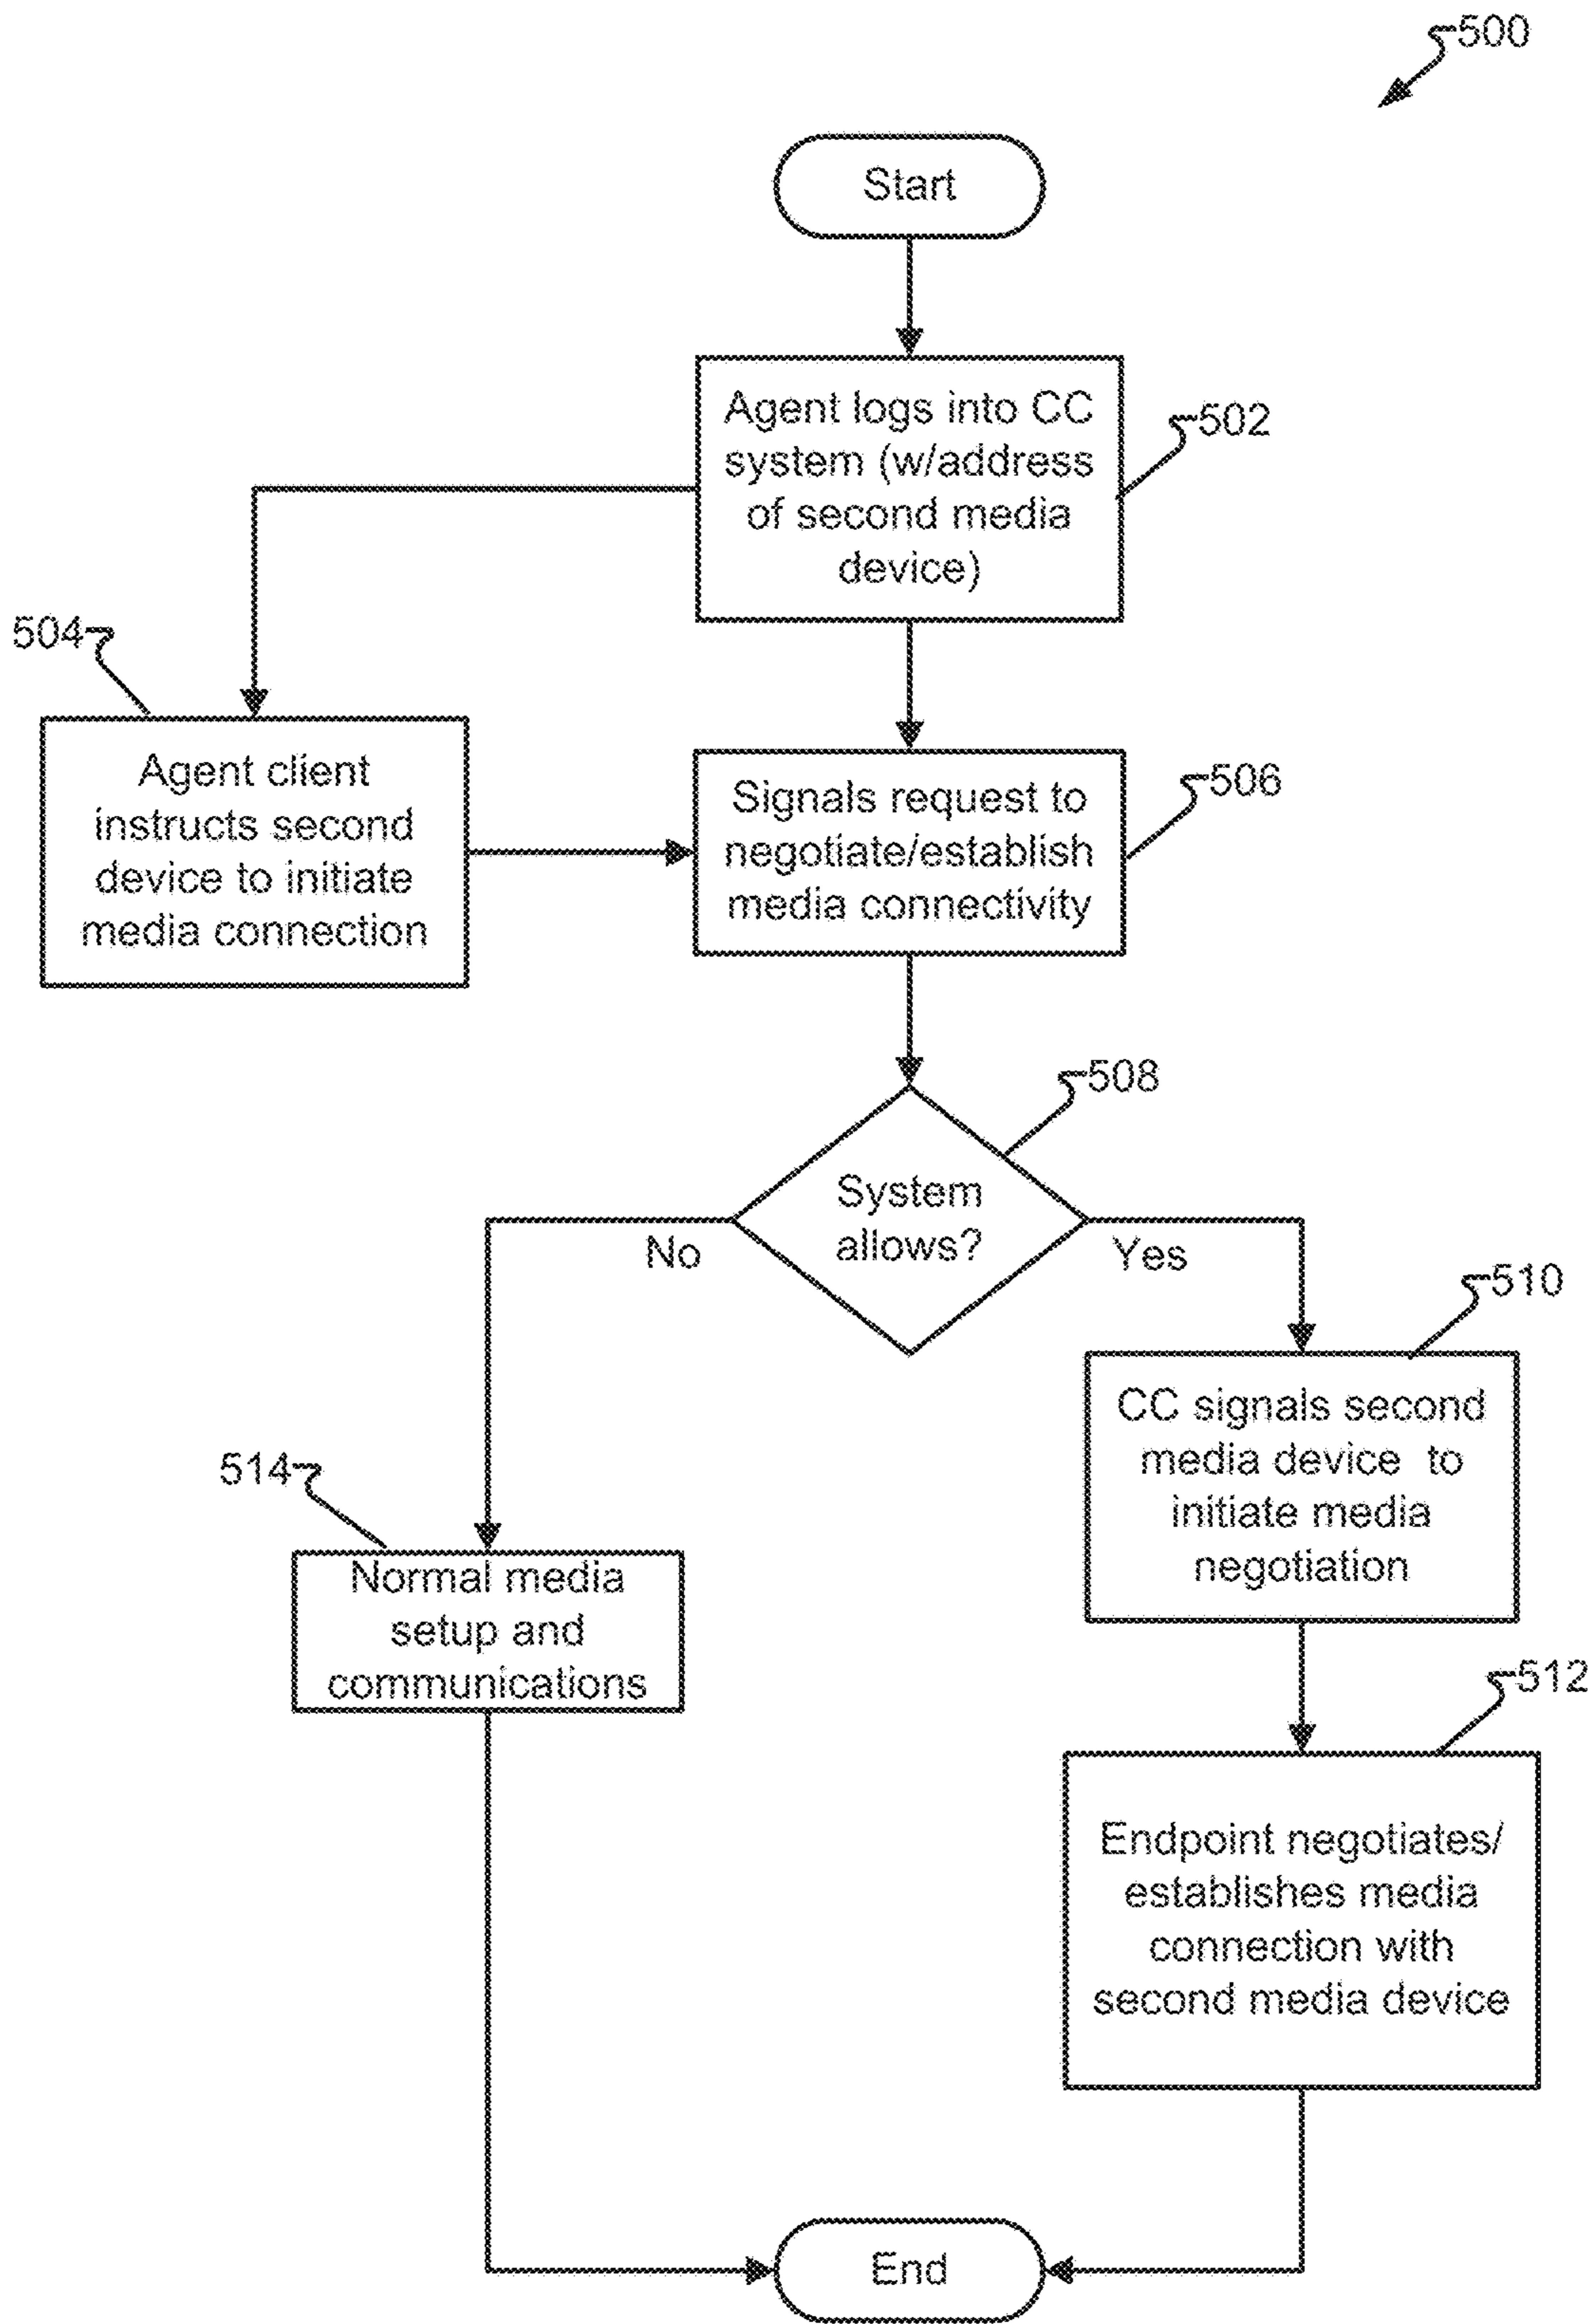 500
Start
Agent logs into CC
system (w/address
of second media
device)
502
504
Agent client
instructs second
device to initiate
media connection
Signals request to
negotiate/establish
media connectivity
506
508
System
allows?
No
Yes
510
CC signals second
media device to
initiate media
negotiation
514
Normal media
setup and
communications
512
Endpoint negotiates/
establishes media
connection with
second media device
End